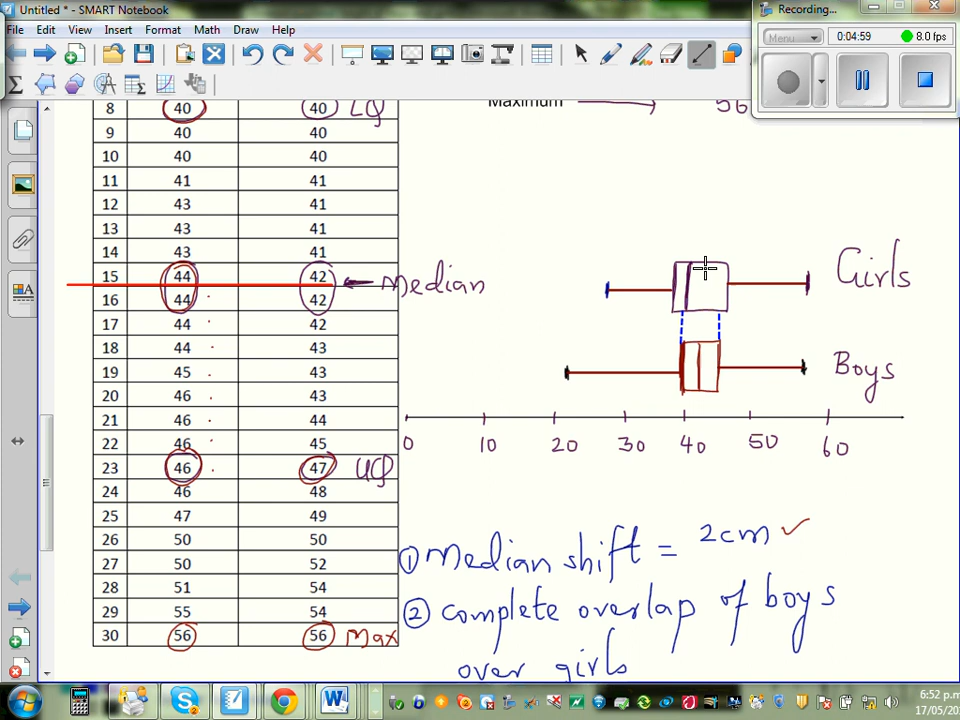 Untitled * - SMART Notebook
Recording...
File Edit View Insert Format Math Draw Help
Menu
0:04:59
8.0 fps
Maximum
56
8 40 40 LQ
9 40 40
10 40 40
11 41 41
12 43 41
13 43 41
14 43 41
15 44 42 Median
16 44 42
17 44 42
18 44 43
19 45 43
20 46 43
21 46 44
22 46 45
23 46 47 UQ
24 46 48
25 47 49
26 50 50
27 50 52
28 51 54
29 55 54
30 56 56 Max
Girls
Boys
0 10 20 30 40 50 60
① Median shift = 2cm
② complete overlap of boys
over girls
6:52 p.m
17/05/20